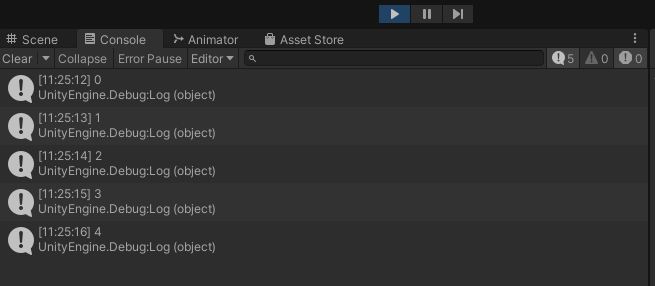 Scene Console Animator Asset Store
Clear Collapse Error Pause Editor 5 0 0
[11:25:12] 0
UnityEngine.Debug:Log (object)
[11:25:13] 1
UnityEngine.Debug:Log (object)
[11:25:14] 2
UnityEngine.Debug:Log (object)
[11:25:15] 3
UnityEngine.Debug:Log (object)
[11:25:16] 4
UnityEngine.Debug:Log (object)